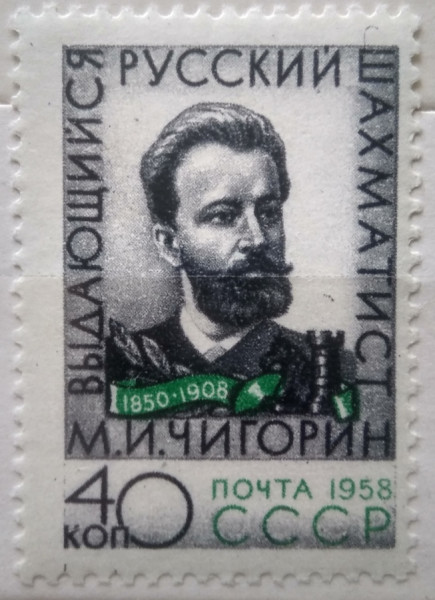 ВЫДАЮЩИЙСЯ
РУССКИЙ
ШАХМАТИСТ
1850·1908
М.И.ЧИГОРИН
40
КОП
ПОЧТА 1958
СССР